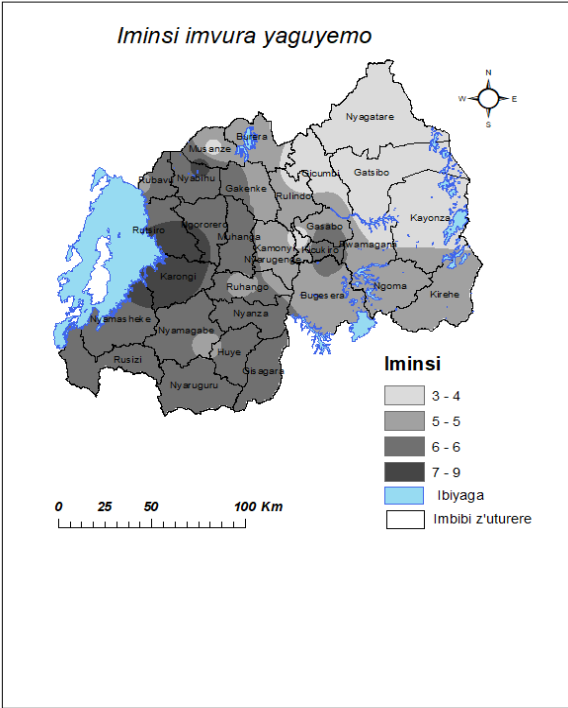 Iminsi imvura yaguyemo
N
W E
S
Nyagatare
Burera
Musanze
Gicumbi
Gatsibo
Rubavu
Nyabihu
Gakenke
Rulindo
Kayonza
Rutsiro
Ngororero
Muhanga
Gasabo
Rwamagana
Kamonyi
Kicukiro
Nyarugenge
Karongi
Ruhango
Bugesera
Ngoma
Kirehe
Nyamasheke
Nyanza
Nyamagabe
Rusizi
Huye
Gisagara
Nyaruguru
Iminsi
3 - 4
5 - 5
6 - 6
7 - 9
Ibiyaga
Imbibi z'uturere
0 25 50 100 Km